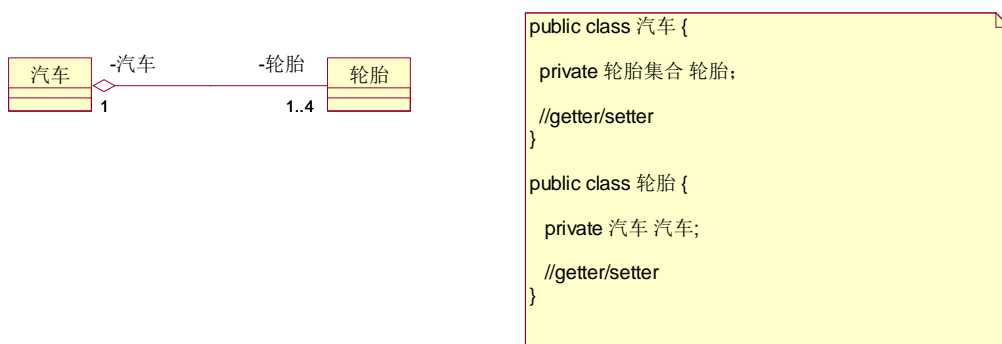 汽车
-汽车
-轮胎
轮胎
1
1..4
public class 汽车 {
private 轮胎集合 轮胎；
//getter/setter
}
public class 轮胎 {
private 汽车 汽车;
//getter/setter
}